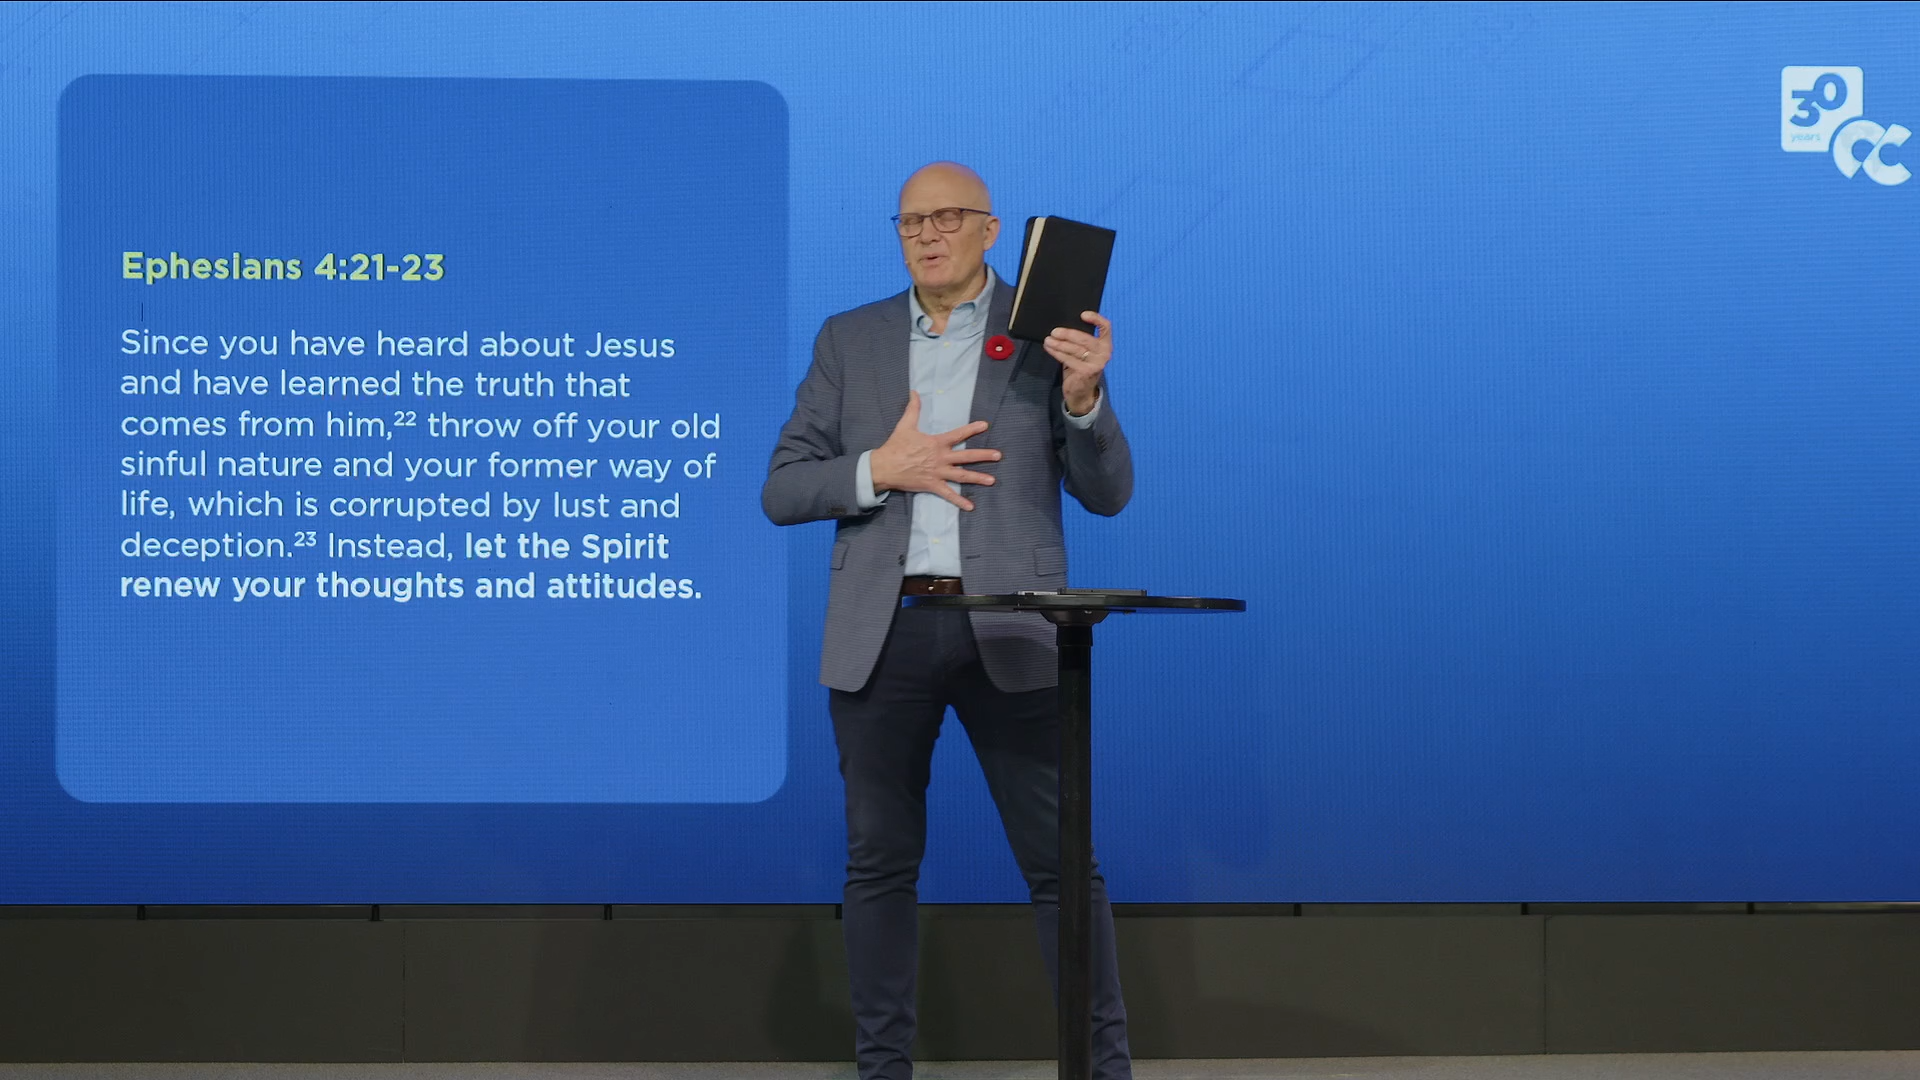 Ephesians 4:21-23
Since you have heard about Jesus
and have learned the truth that
comes from him,²² throw off your old
sinful nature and your former way of
life, which is corrupted by lust and
deception.²³ Instead, let the Spirit
renew your thoughts and attitudes.
30
years
CC